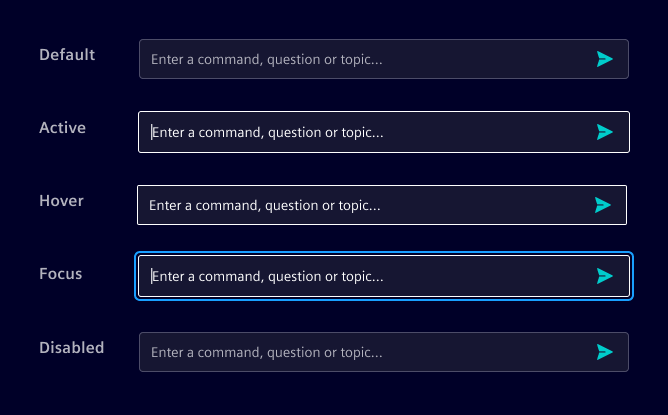 Default
Enter a command, question or topic...
Active
Enter a command, question or topic...
Hover
Enter a command, question or topic...
Focus
Enter a command, question or topic...
Disabled
Enter a command, question or topic...